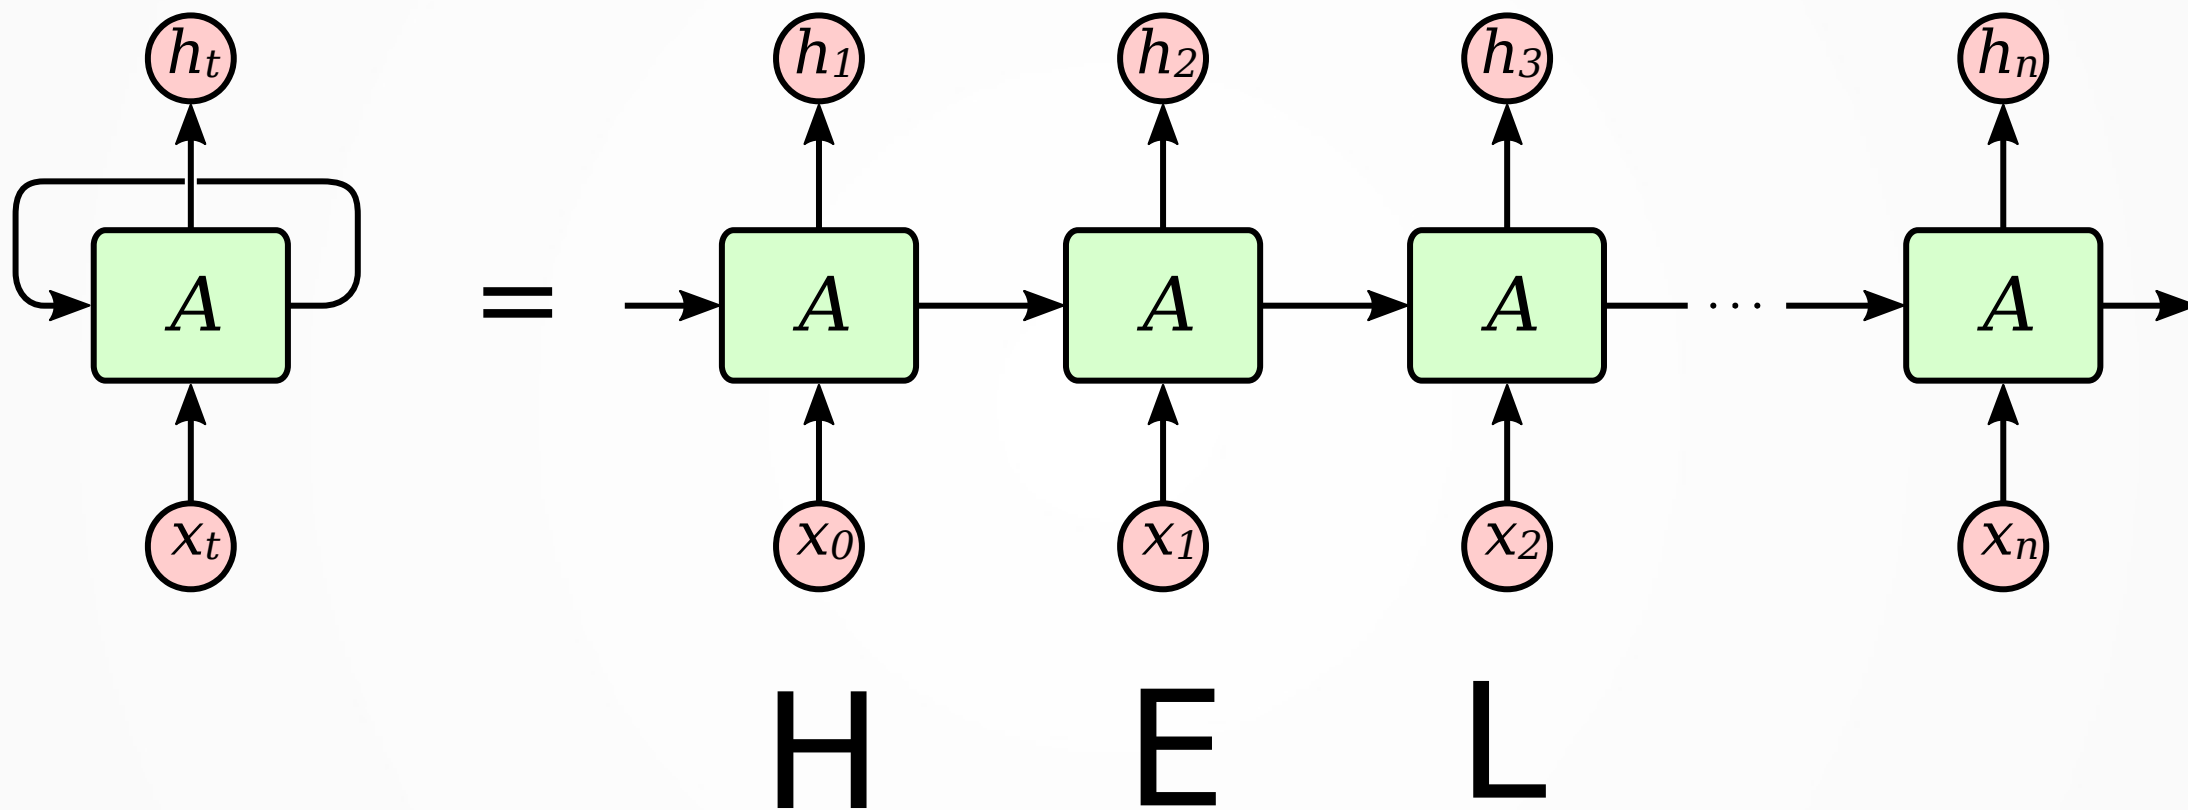 hₜ h₁ h₂ h₃ hₙ
A = A A A ··· A
xₜ x₀ x₁ x₂ xₙ
H E L